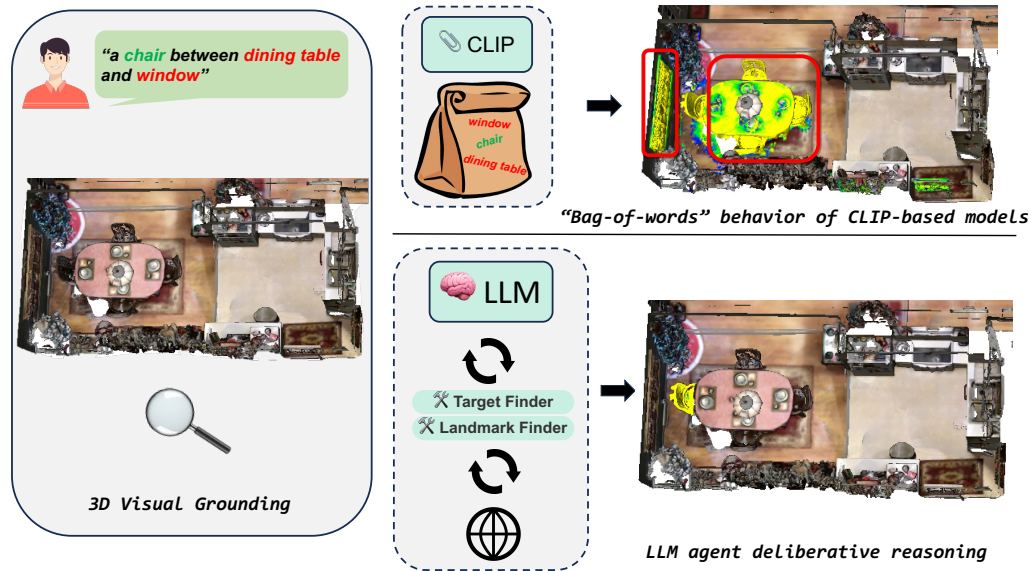 “a chair between dining table
and window”
3D Visual Grounding
CLIP
window
chair
dining table
“Bag-of-words” behavior of CLIP-based models
LLM
Target Finder
Landmark Finder
LLM agent deliberative reasoning